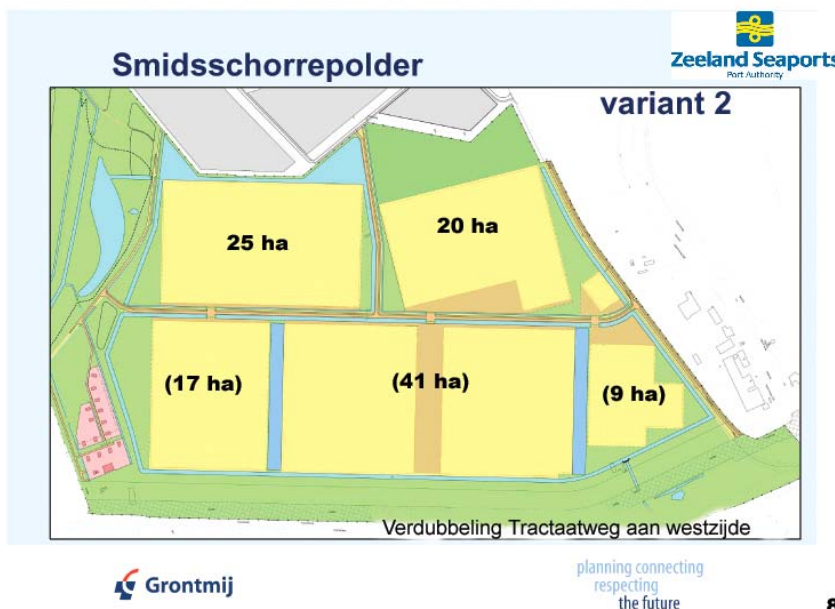 Smidsschorrepolder
Zeeland Seaports
Port Authority
variant 2
25 ha
20 ha
(17 ha)
(41 ha)
(9 ha)
Verdubbeling Tractaatweg aan westzijde
Grontmij
planning connecting
respecting
the future